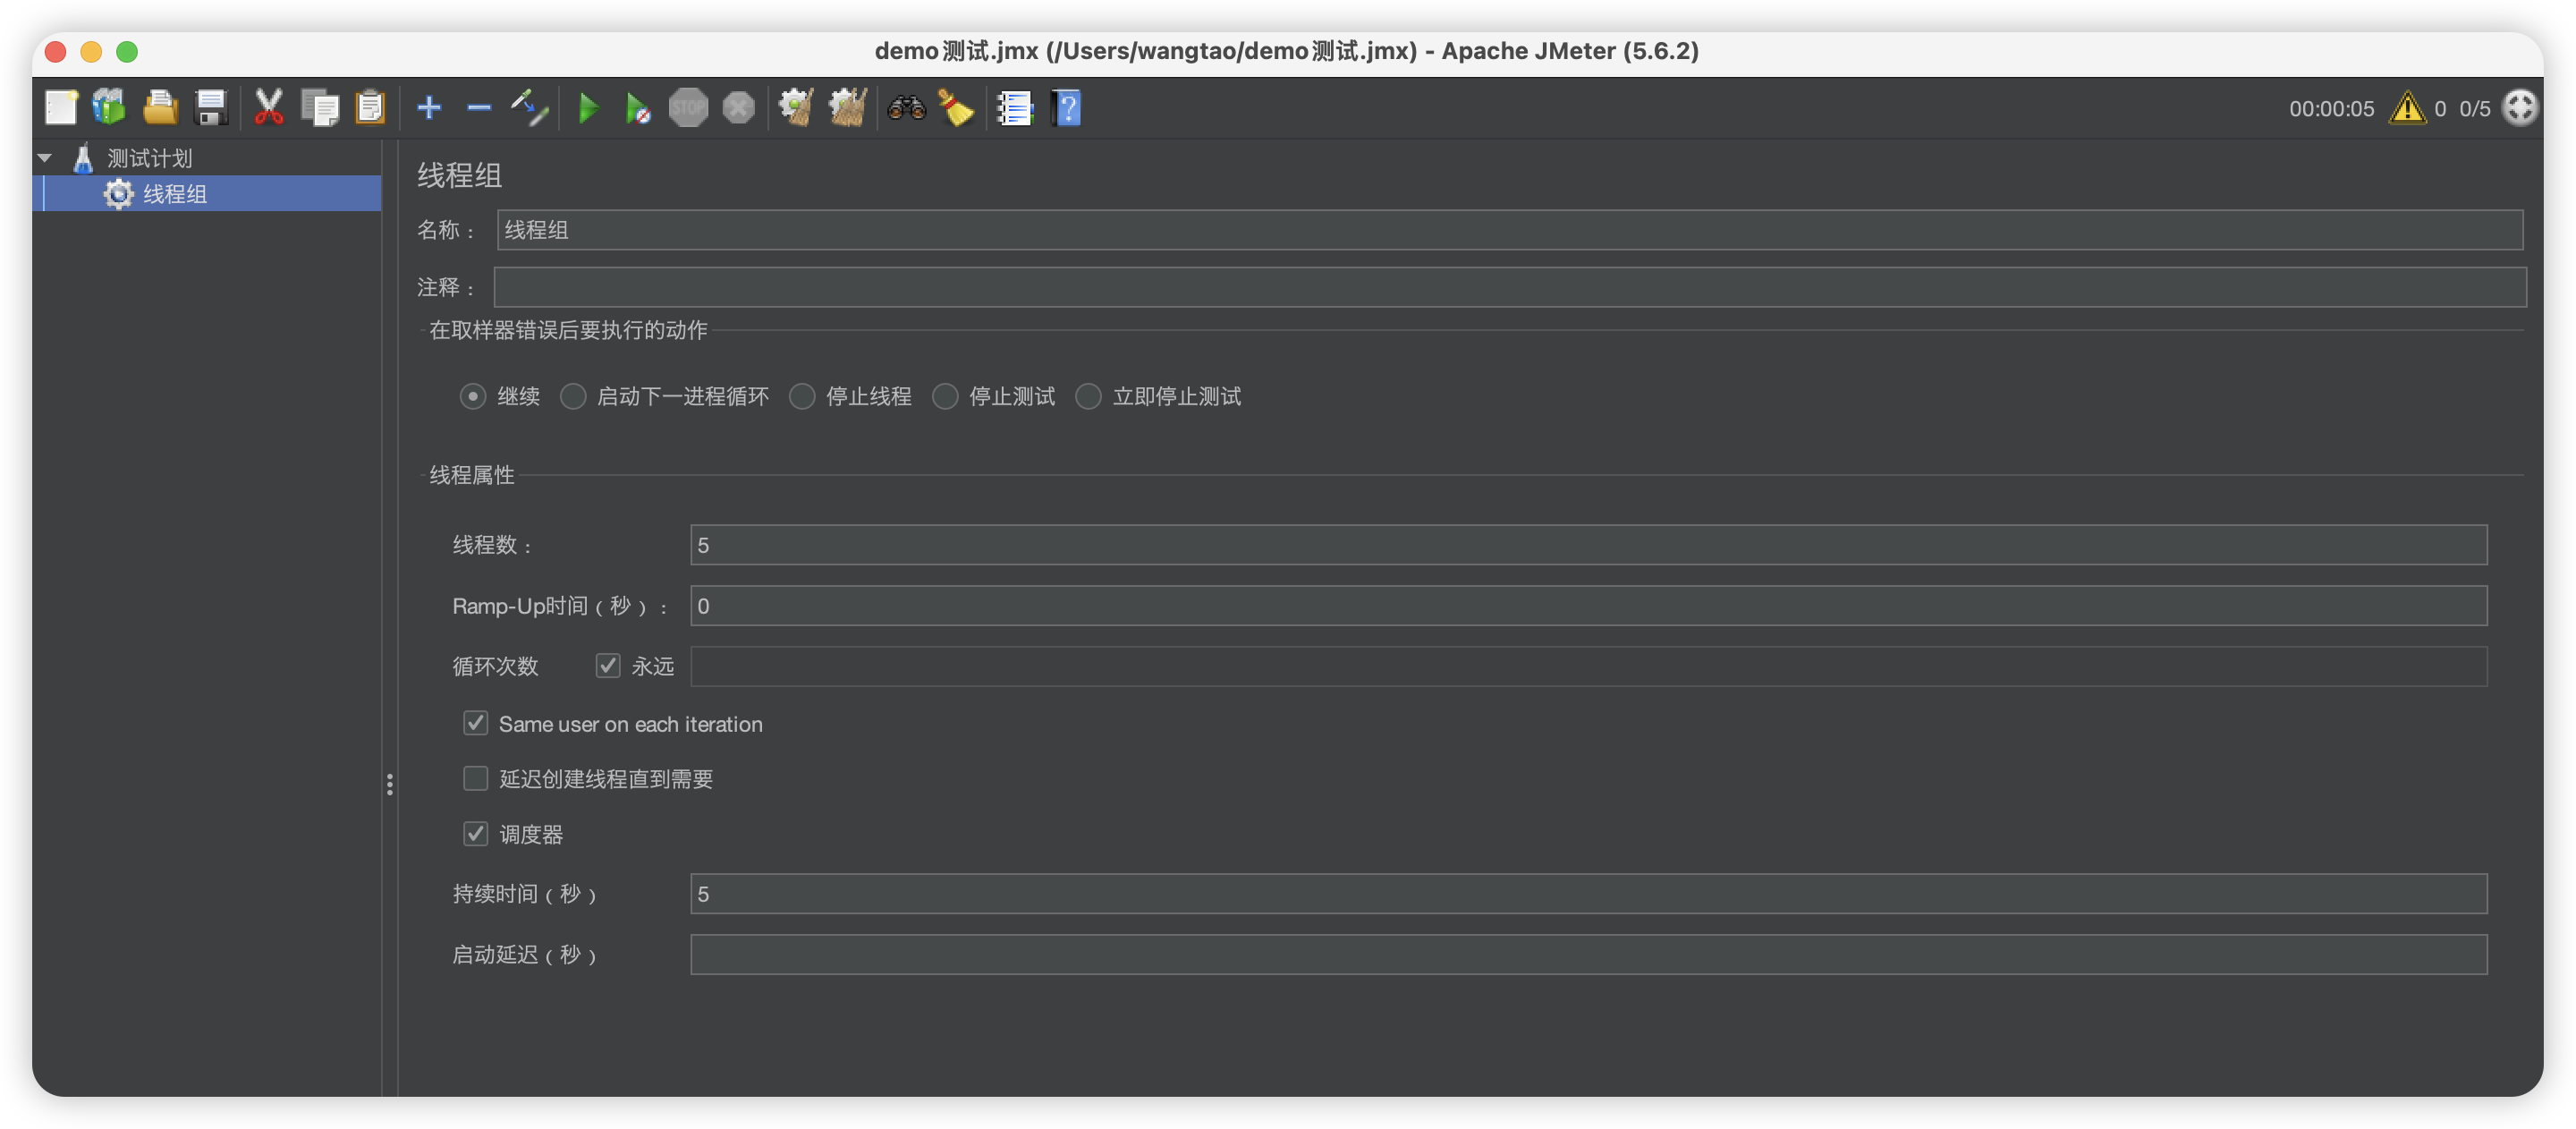 demo测试.jmx (/Users/wangtao/demo测试.jmx) - Apache JMeter (5.6.2)
STOP
?
00:00:05 0 0/5
测试计划
线程组
线程组
名称： 线程组
注释：
在取样器错误后要执行的动作
继续 启动下一进程循环 停止线程 停止测试 立即停止测试
线程属性
线程数： 5
Ramp-Up时间（秒）： 0
循环次数 永远
Same user on each iteration
延迟创建线程直到需要
调度器
持续时间（秒） 5
启动延迟（秒）